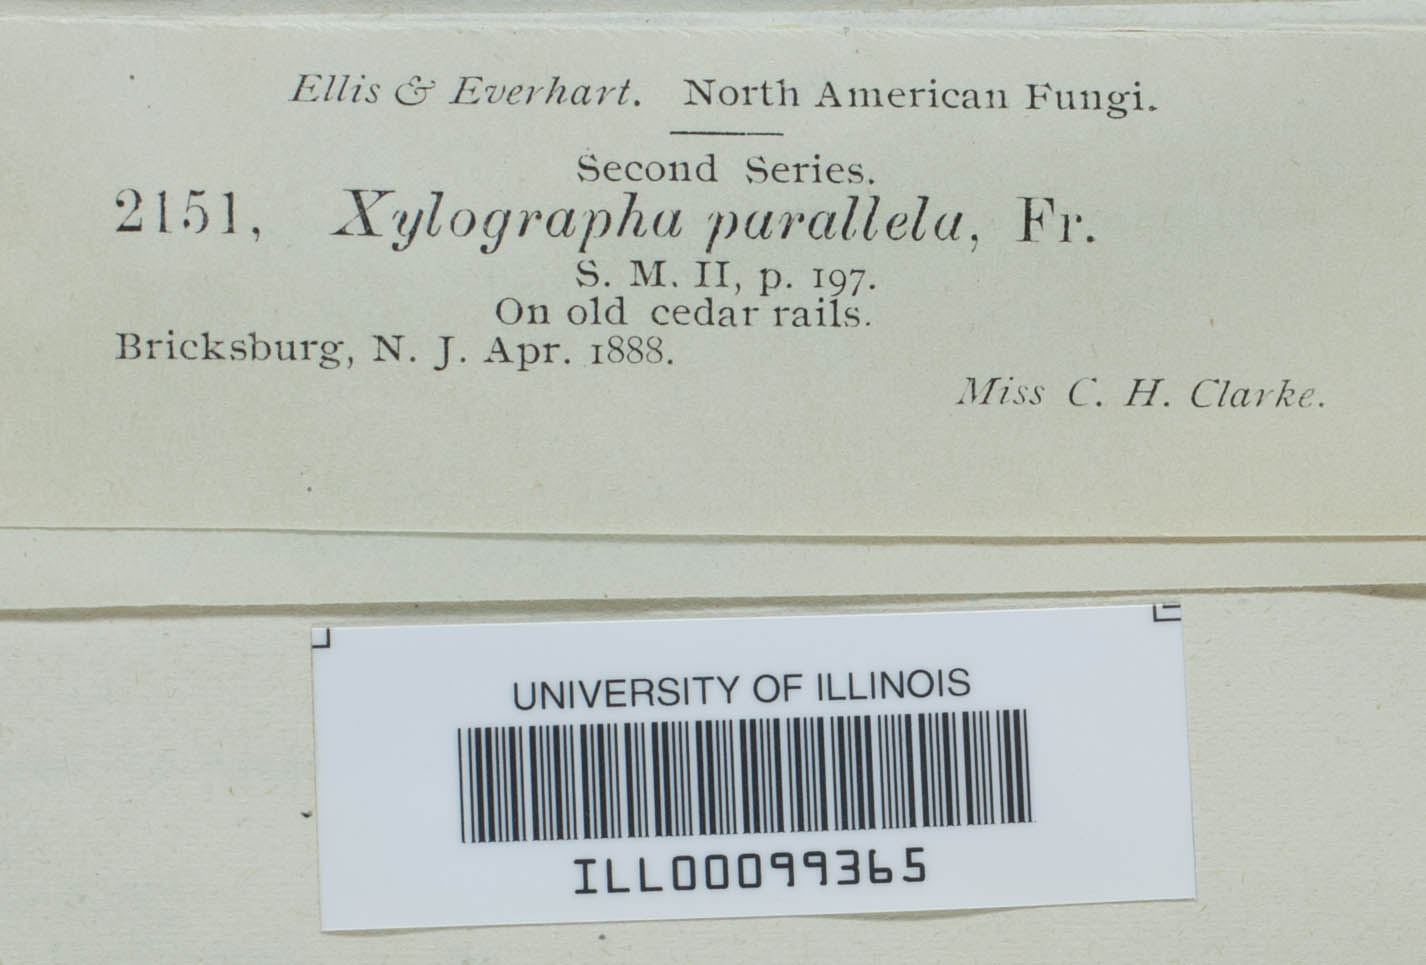 Ellis & Everhart. North American Fungi.
Second Series.
2151, Xylographa parallela, Fr.
S. M. II, p. 197.
On old cedar rails.
Bricksburg, N. J. Apr. 1888.
Miss C. H. Clarke.
UNIVERSITY OF ILLINOIS
ILL00099365